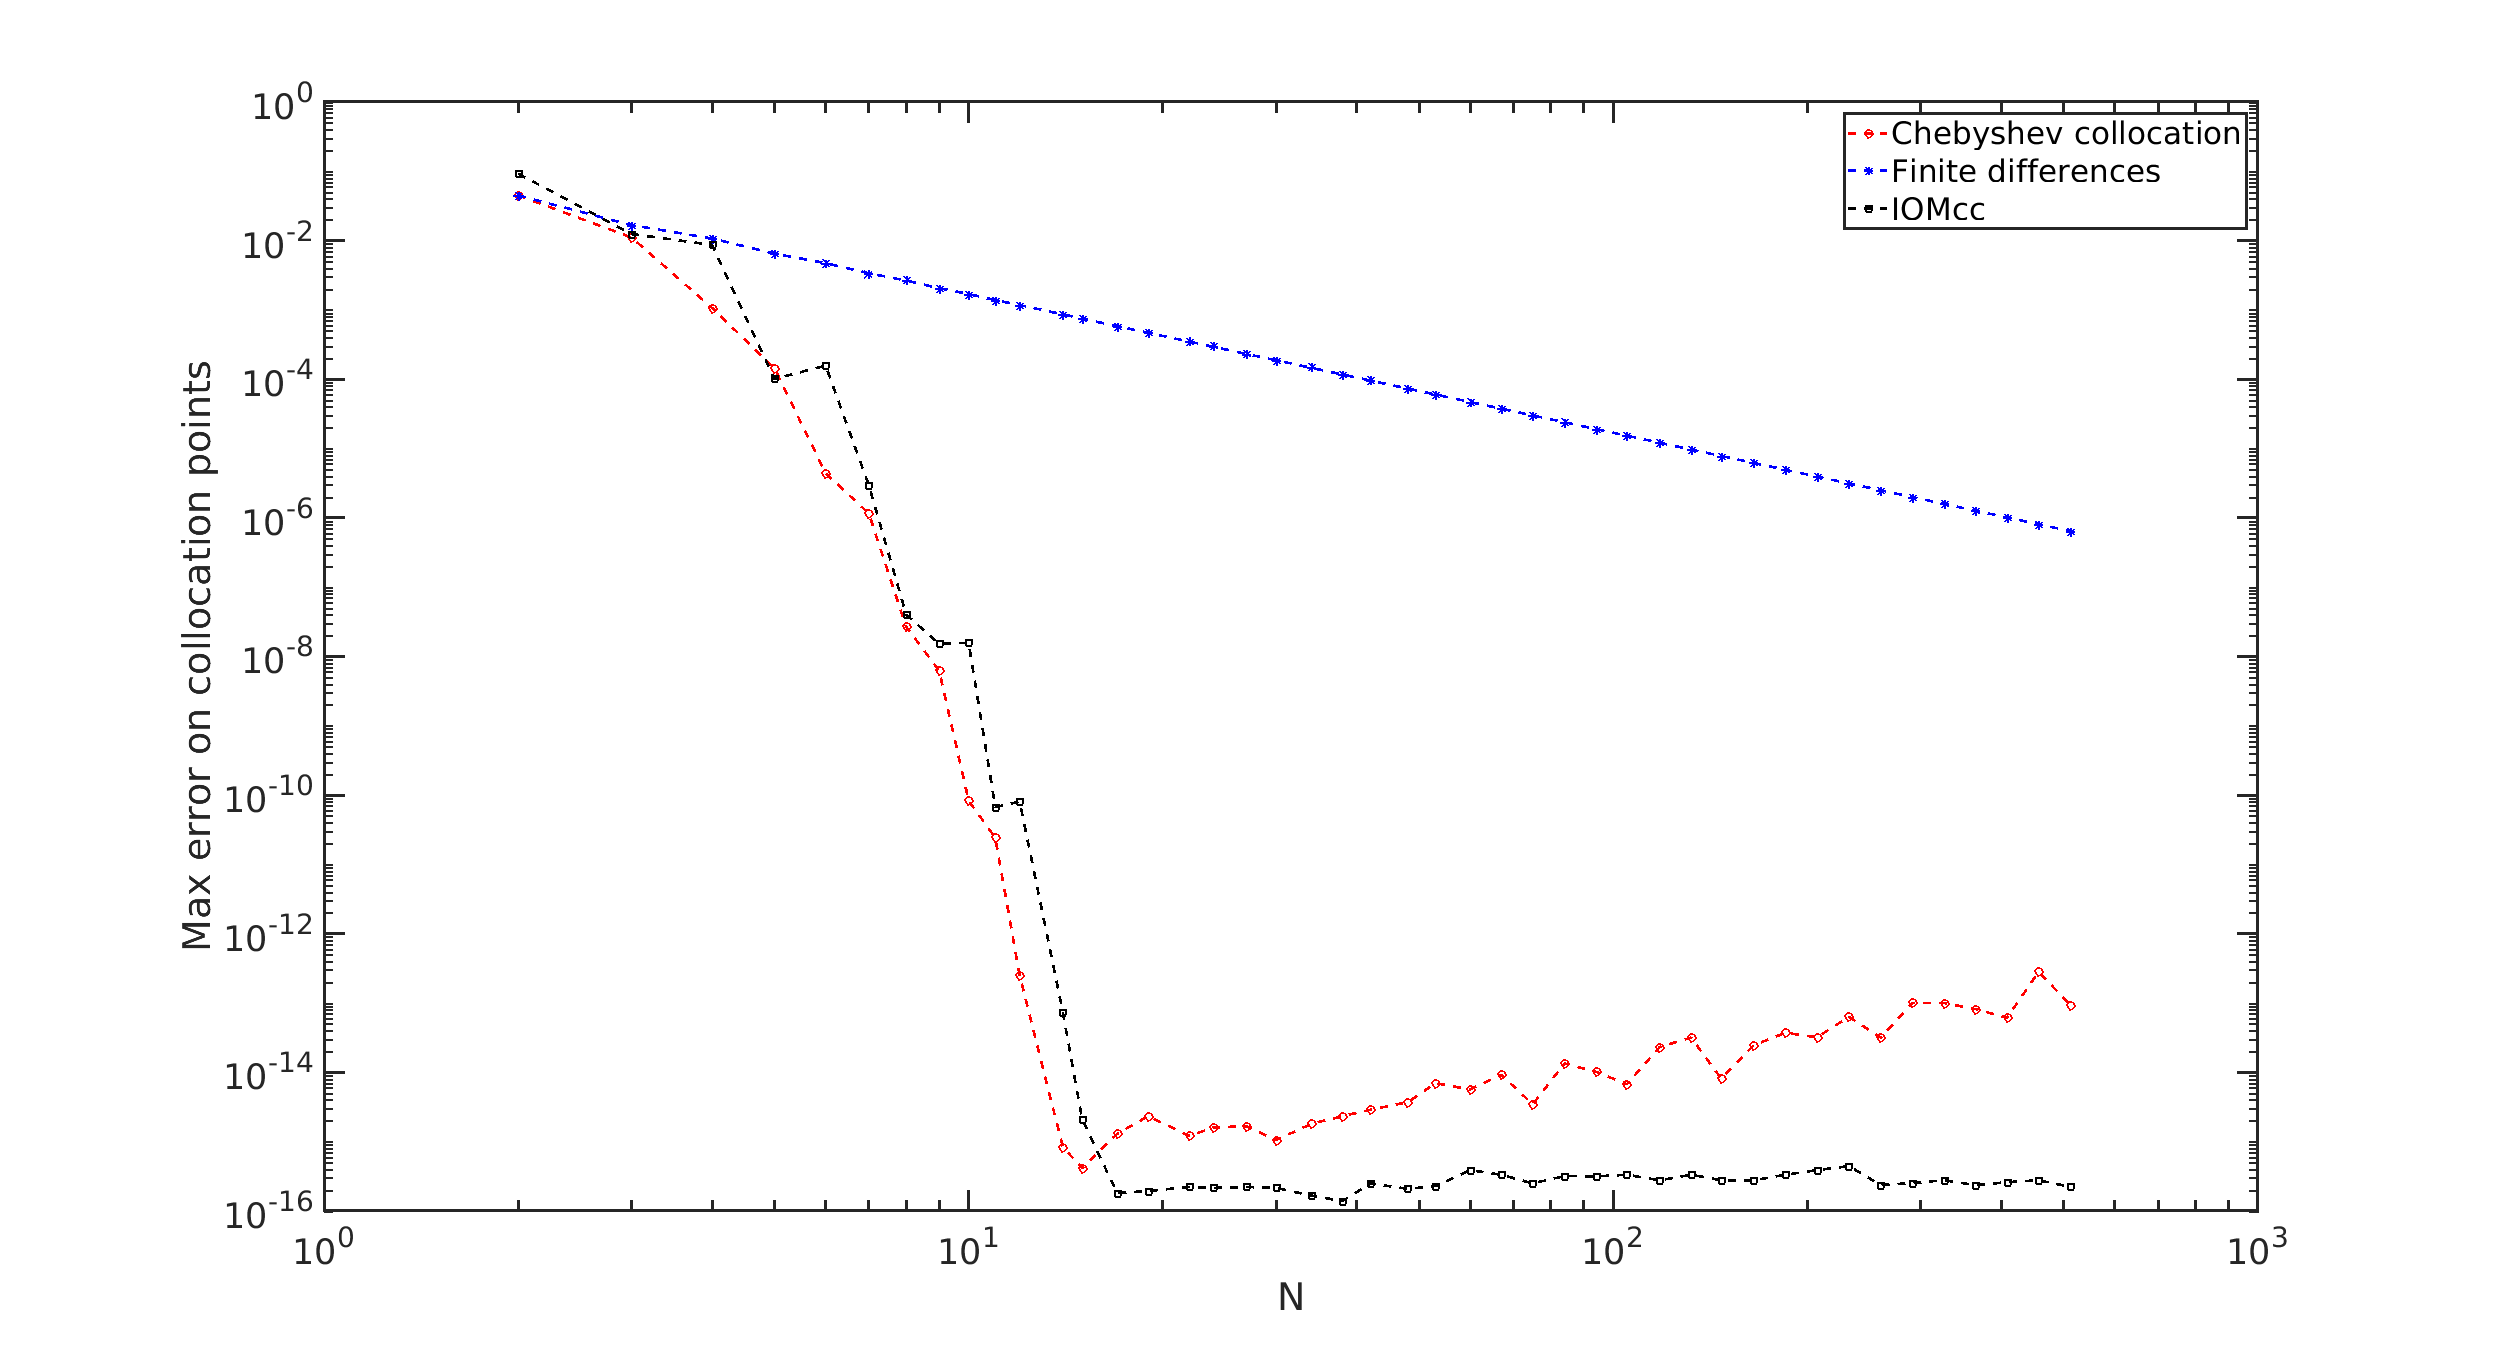 Chebyshev collocation
Finite differences
IOMcc
Max error on collocation points
10^0
10^-2
10^-4
10^-6
10^-8
10^-10
10^-12
10^-14
10^-16
10^0 10^1 10^2 10^3
N